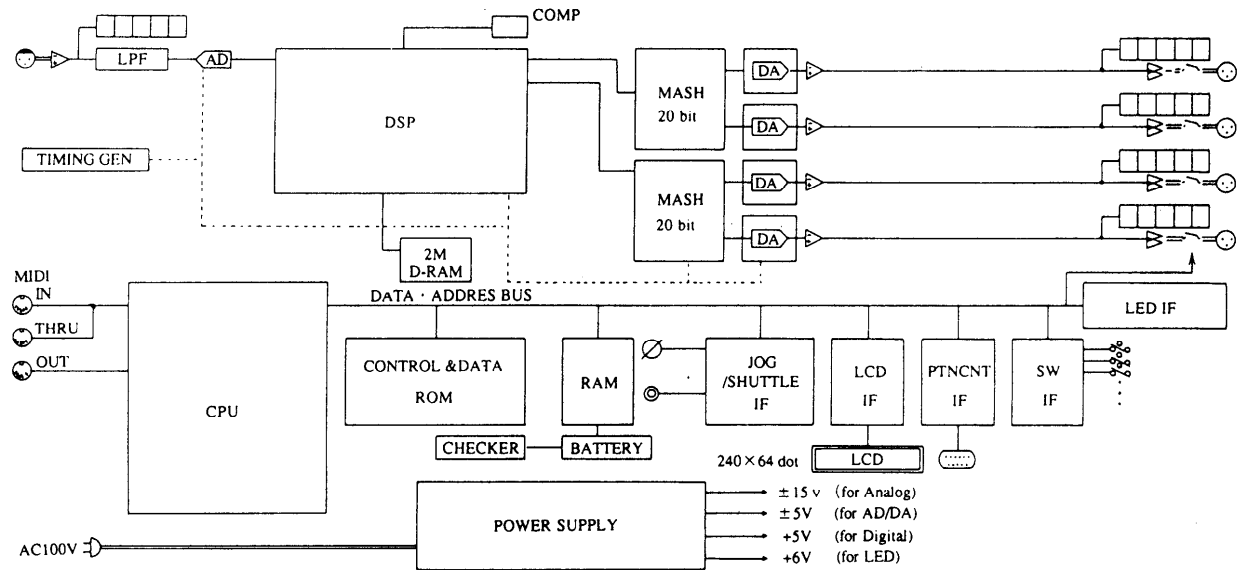 COMP
LPF
AD
DSP
MASH
20 bit
DA
DA
TIMING GEN
MASH
20 bit
DA
DA
2M
D-RAM
MIDI
IN
THRU
OUT
DATA · ADDRES BUS
LED IF
CPU
CONTROL &DATA
ROM
RAM
JOG
/SHUTTLE
IF
LCD
IF
PTNCNT
IF
SW
IF
CHECKER
BATTERY
240×64 dot
LCD
POWER SUPPLY
±15v (for Analog)
±5V (for AD/DA)
+5V (for Digital)
+6V (for LED)
AC100V